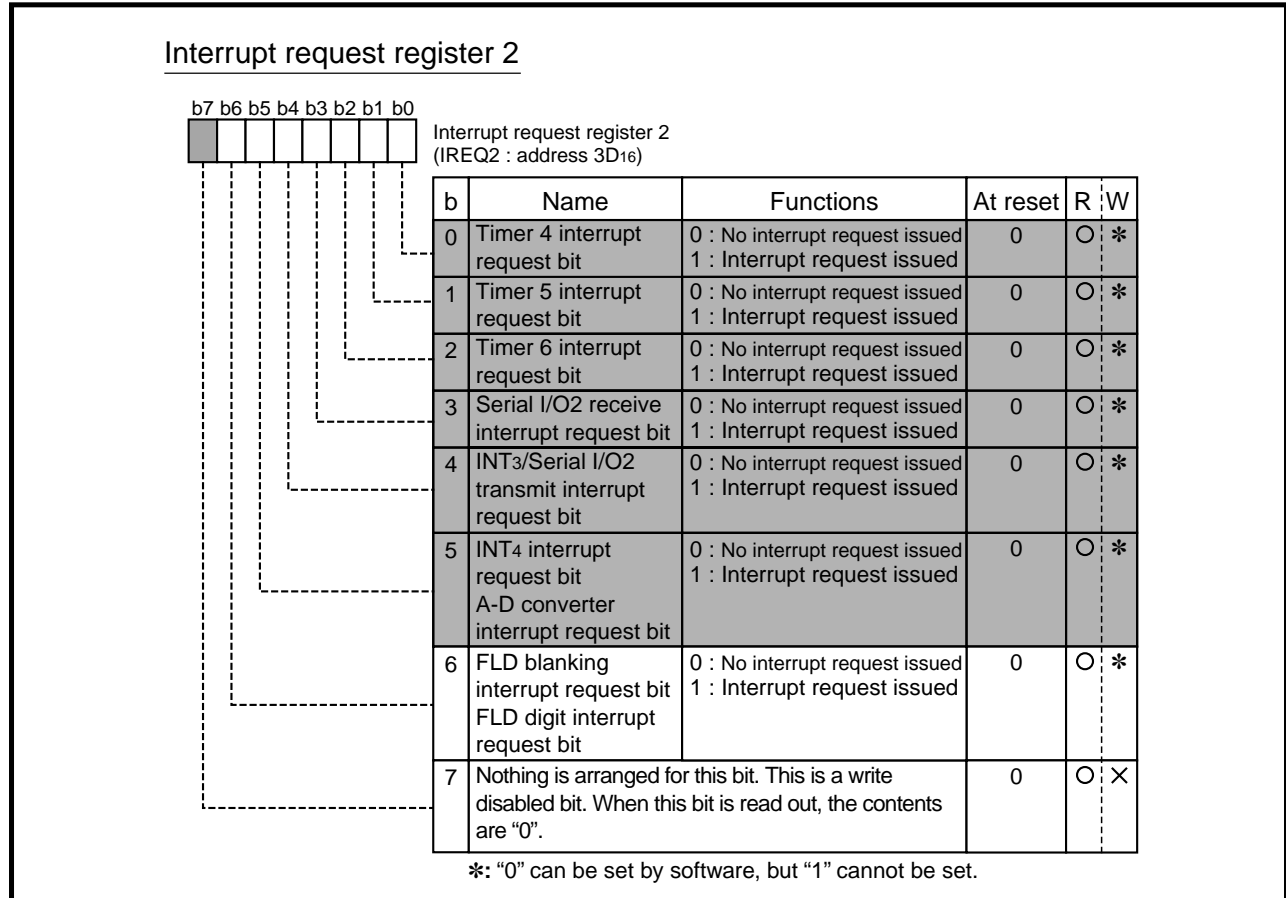 Interrupt request register 2
b7 b6 b5 b4 b3 b2 b1 b0
Interrupt request register 2
(IREQ2 : address 3D16)
b Name Functions At reset R W
0 Timer 4 interrupt request bit 0 : No interrupt request issued 1 : Interrupt request issued 0 O ✻
1 Timer 5 interrupt request bit 0 : No interrupt request issued 1 : Interrupt request issued 0 O ✻
2 Timer 6 interrupt request bit 0 : No interrupt request issued 1 : Interrupt request issued 0 O ✻
3 Serial I/O2 receive interrupt request bit 0 : No interrupt request issued 1 : Interrupt request issued 0 O ✻
4 INT3/Serial I/O2 transmit interrupt request bit 0 : No interrupt request issued 1 : Interrupt request issued 0 O ✻
5 INT4 interrupt request bit A-D converter interrupt request bit 0 : No interrupt request issued 1 : Interrupt request issued 0 O ✻
6 FLD blanking interrupt request bit FLD digit interrupt request bit 0 : No interrupt request issued 1 : Interrupt request issued 0 O ✻
7 Nothing is arranged for this bit. This is a write disabled bit. When this bit is read out, the contents are “0”. 0 O ×
✻: “0” can be set by software, but “1” cannot be set.